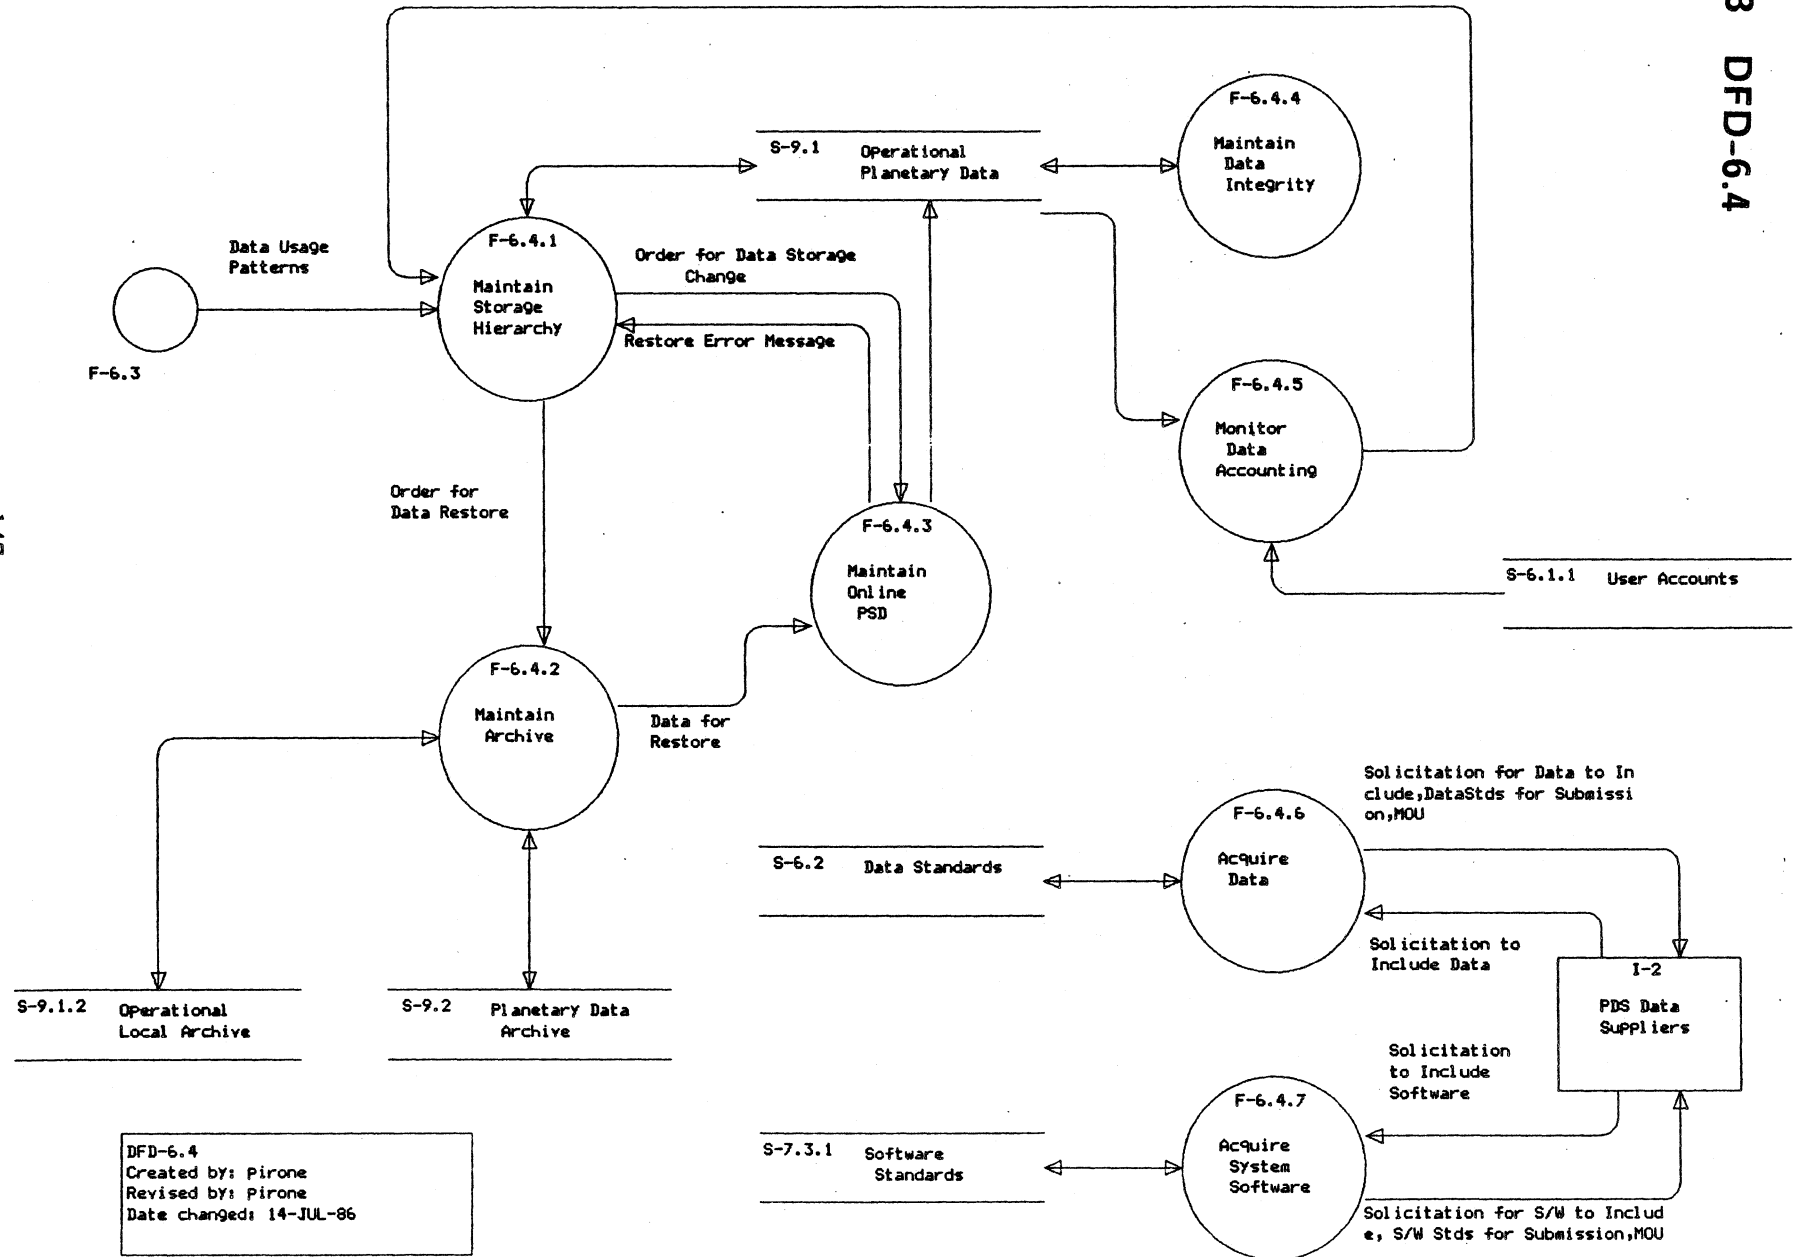 DFD-6.4
F-6.4.4
Maintain
Data
Integrity
S-9.1
Operational
Planetary Data
F-6.4.1
Maintain
Storage
Hierarchy
Data Usage
Patterns
F-6.3
Order for Data Storage
Change
Restore Error Message
F-6.4.5
Monitor
Data
Accounting
Order for
Data Restore
F-6.4.3
Maintain
Online
PSD
S-6.1.1
User Accounts
F-6.4.2
Maintain
Archive
Data for
Restore
Solicitation for Data to In
clude,DataStds for Submissi
on,MOU
F-6.4.6
Acquire
Data
S-6.2
Data Standards
Solicitation to
Include Data
I-2
PDS Data
Suppliers
S-9.1.2
Operational
Local Archive
S-9.2
Planetary Data
Archive
Solicitation
to Include
Software
F-6.4.7
Acquire
System
Software
S-7.3.1
Software
Standards
Solicitation for S/W to Includ
e, S/W Stds for Submission,MOU
DFD-6.4
Created by: pirone
Revised by: pirone
Date changed: 14-JUL-86